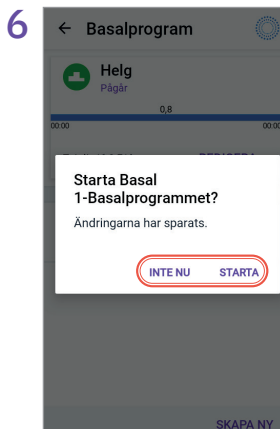 6
Basalprogram
Helg
Pågår
0,8
00:00 00:00
Starta Basal
1-Basalprogrammet?
Ändringarna har sparats.
INTE NU STARTA
SKAPA NY